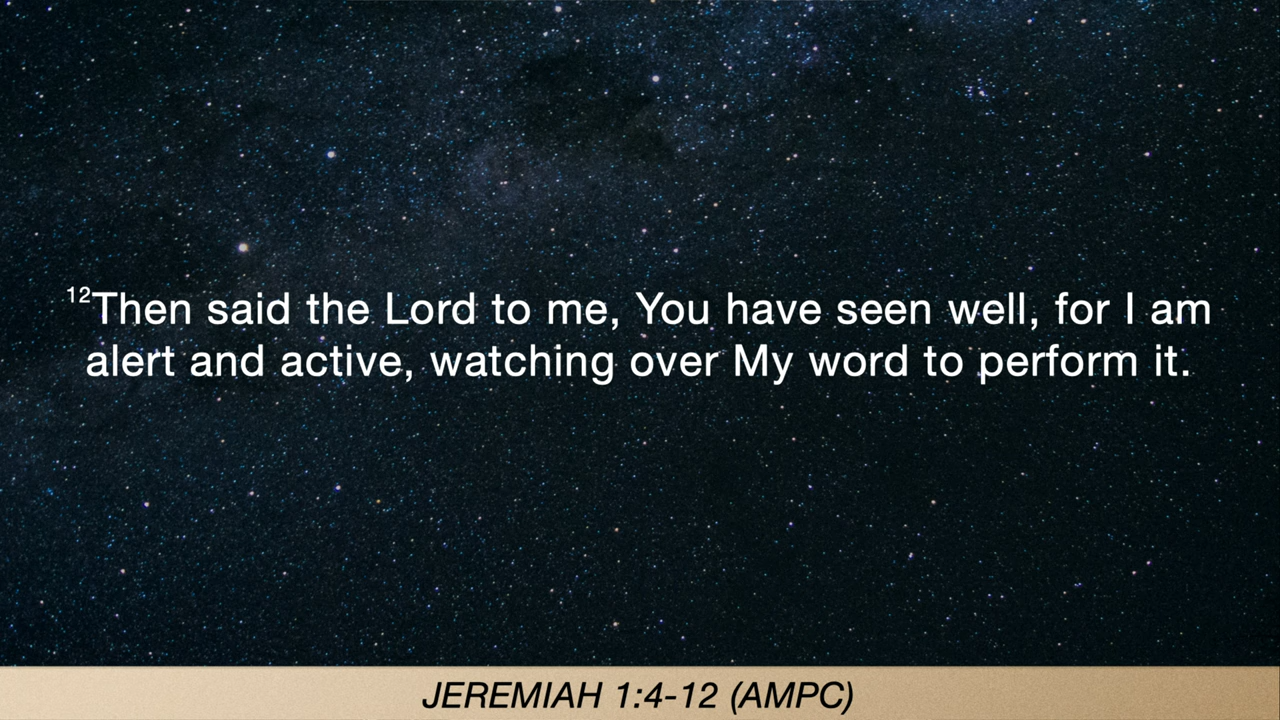 12Then said the Lord to me, You have seen well, for I am
alert and active, watching over My word to perform it.
JEREMIAH 1:4-12 (AMPC)